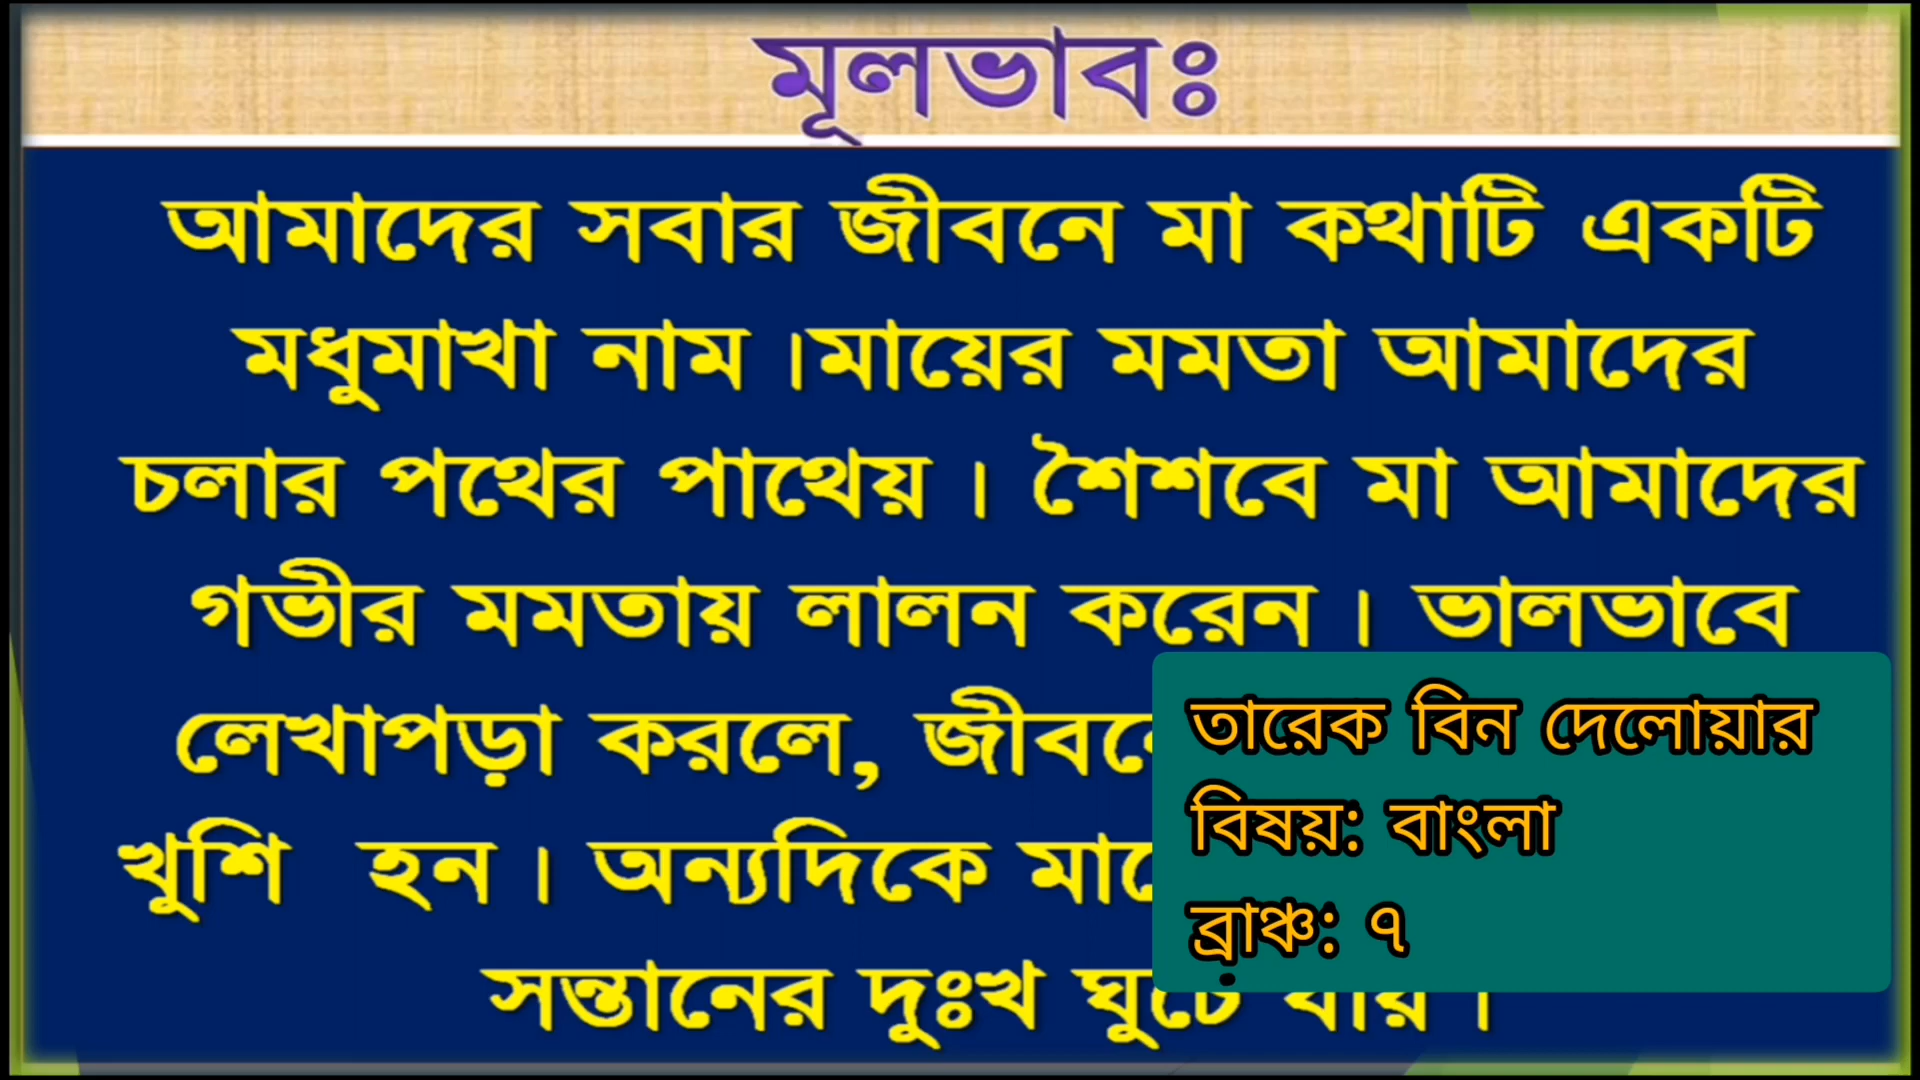 মূলভাবঃ
আমাদের সবার জীবনে মা কথাটি একটি
মধুমাখা নাম ।মায়ের মমতা আমাদের
চলার পথের পাথেয় । শৈশবে মা আমাদের
গভীর মমতায় লালন করেন । ভালভাবে
লেখাপড়া করলে,
খুশি হন । অন্যদিকে
সন্তানের দুঃখ ঘুচে যায় ।
তারেক বিন দেলোয়ার
বিষয়: বাংলা
ব্রাঞ্চ: ৭